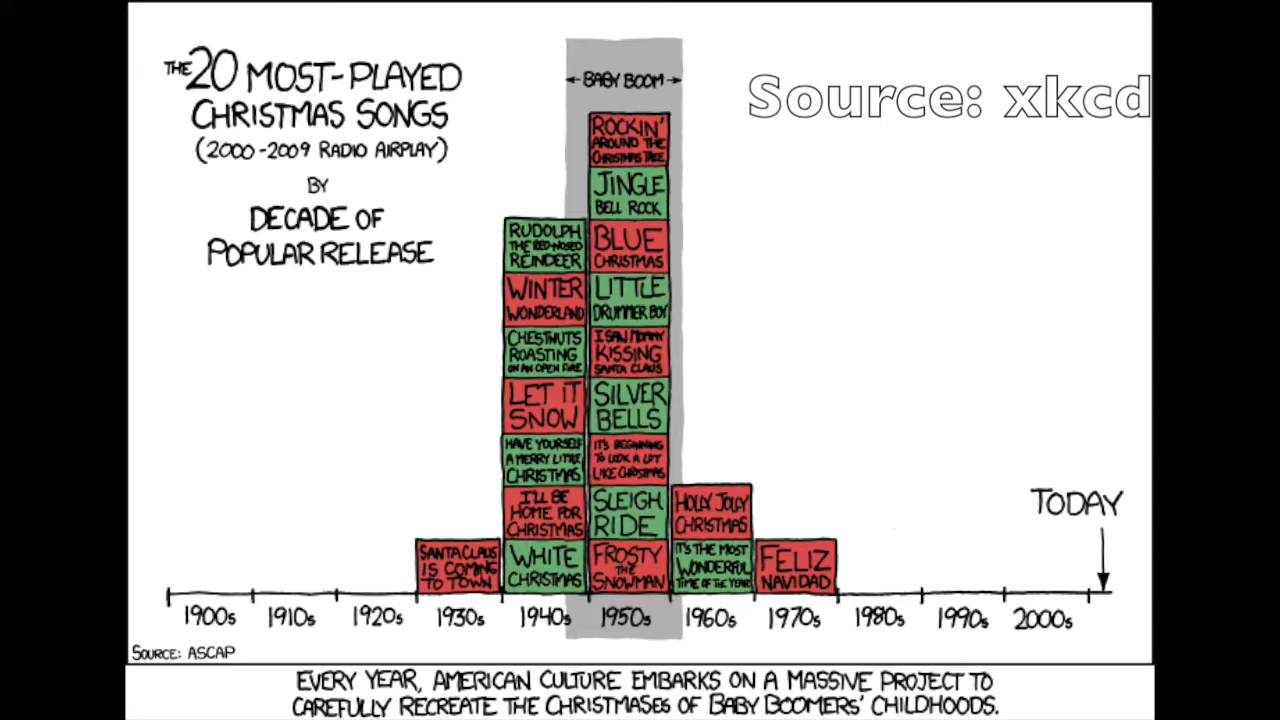 THE 20 MOST-PLAYED
CHRISTMAS SONGS
(2000-2009 RADIO AIRPLAY)
BY
DECADE OF
POPULAR RELEASE
BABY BOOM
Source: xkcd
ROCKIN'
AROUND THE
CHRISTMAS TREE
JINGLE
BELL ROCK
BLUE
CHRISTMAS
LITTLE
DRUMMER BOY
I SAW MOMMY
KISSING
SANTA CLAUS
SILVER
BELLS
IT'S BEGINNING
TO LOOK A LOT
LIKE CHRISTMAS
SLEIGH
RIDE
FROSTY
THE
SNOWMAN
RUDOLPH
THE RED-NOSED
REINDEER
WINTER
WONDERLAND
CHESTNUTS
ROASTING
ON AN OPEN FIRE
LET IT
SNOW
HAVE YOURSELF
A MERRY LITTLE
CHRISTMAS
I'LL BE
HOME FOR
CHRISTMAS
WHITE
CHRISTMAS
SANTA CLAUS
IS COMING
TO TOWN
HOLLY JOLLY
CHRISTMAS
IT'S THE MOST
WONDERFUL
TIME OF THE YEAR
FELIZ
NAVIDAD
TODAY
1900s 1910s 1920s 1930s 1940s 1950s 1960s 1970s 1980s 1990s 2000s
SOURCE: ASCAP
EVERY YEAR, AMERICAN CULTURE EMBARKS ON A MASSIVE PROJECT TO
CAREFULLY RECREATE THE CHRISTMASES OF BABY BOOMERS' CHILDHOODS.